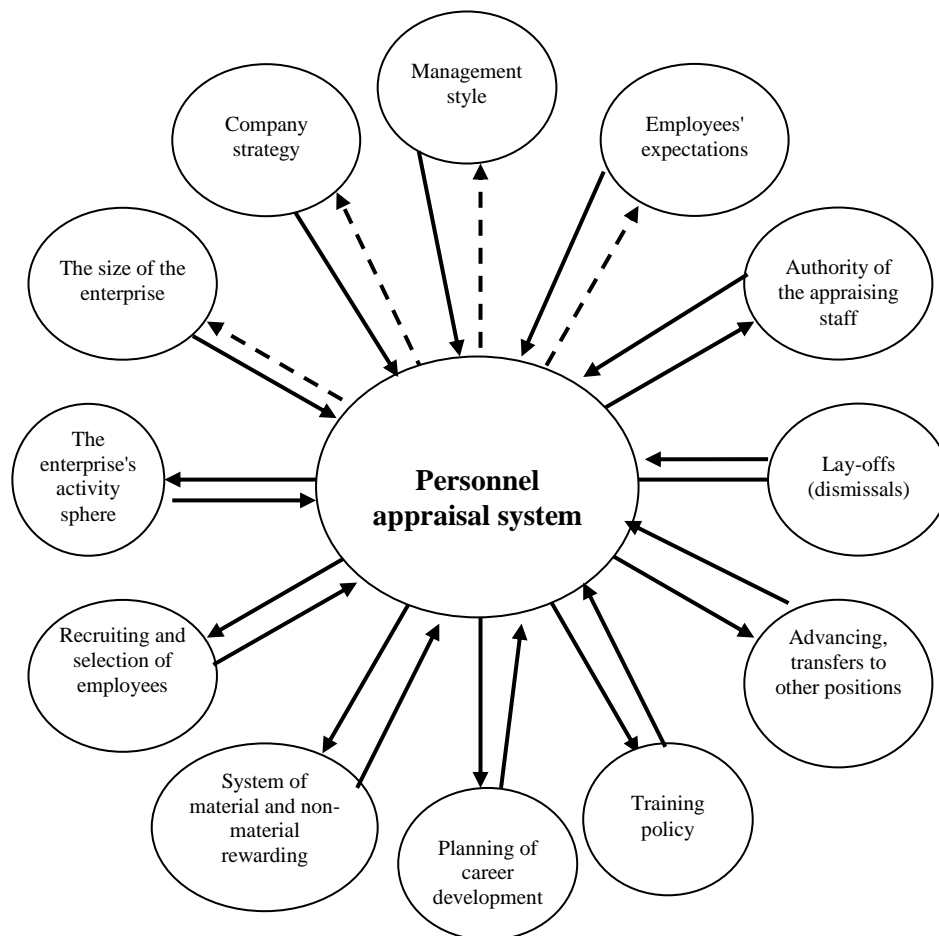 Management
style
Company
strategy
Employees'
expectations
The size of the
enterprise
Authority of
the appraising
staff
The
enterprise's
activity
sphere
Personnel
appraisal system
Lay-offs
(dismissals)
Recruiting and
selection of
employees
Advancing,
transfers to
other positions
System of
material and non-
material
rewarding
Planning of
career
development
Training
policy